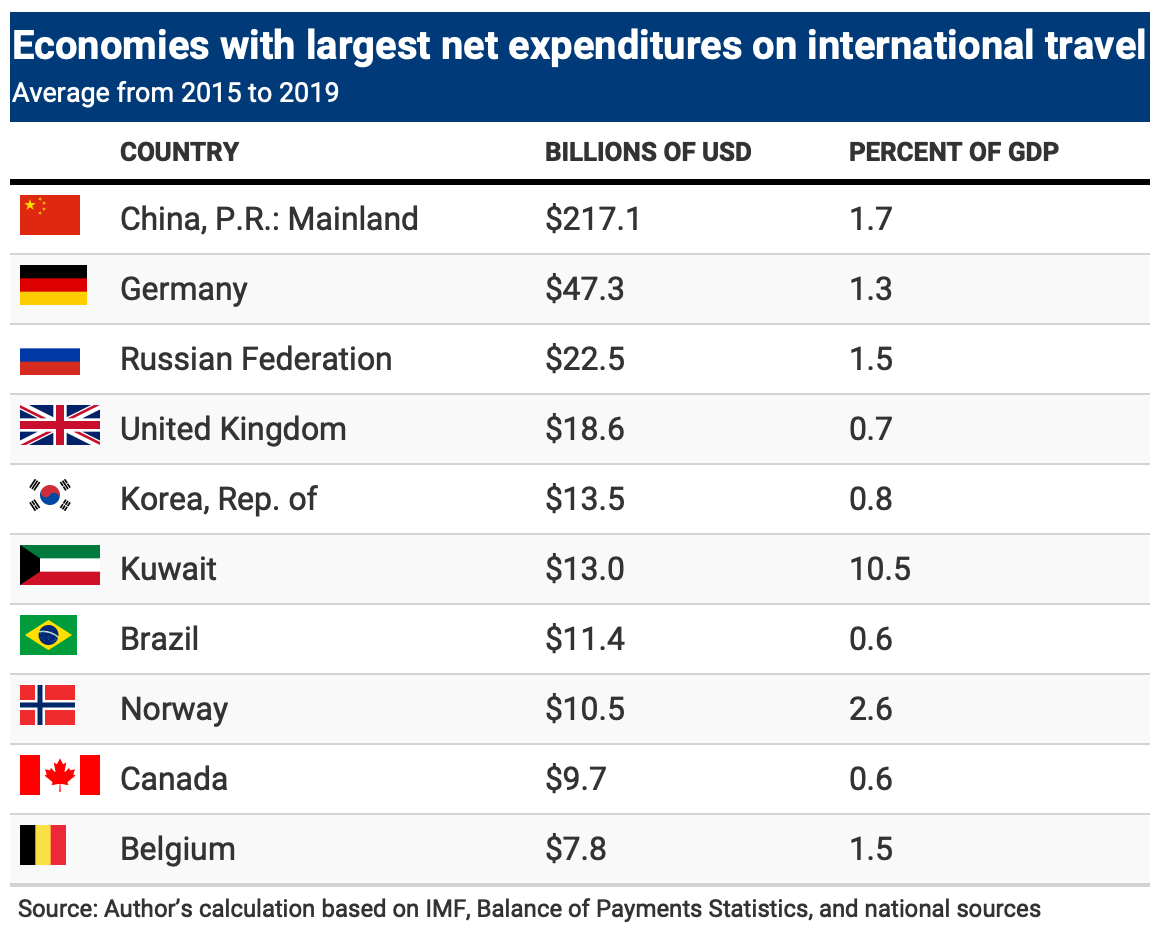 Economies with largest net expenditures on international travel
Average from 2015 to 2019
COUNTRY BILLIONS OF USD PERCENT OF GDP
China, P.R.: Mainland $217.1 1.7
Germany $47.3 1.3
Russian Federation $22.5 1.5
United Kingdom $18.6 0.7
Korea, Rep. of $13.5 0.8
Kuwait $13.0 10.5
Brazil $11.4 0.6
Norway $10.5 2.6
Canada $9.7 0.6
Belgium $7.8 1.5
Source: Author’s calculation based on IMF, Balance of Payments Statistics, and national sources